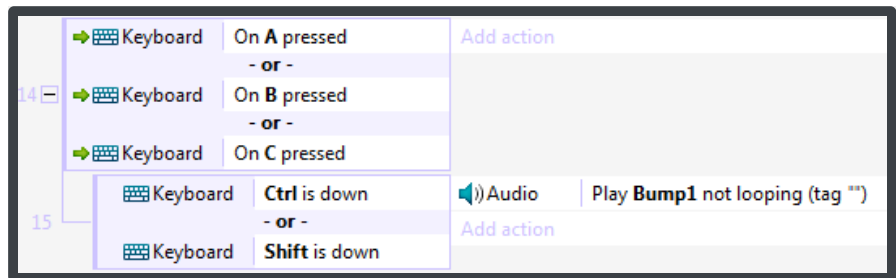 Keyboard On A pressed Add action
- or -
14 Keyboard On B pressed
- or -
Keyboard On C pressed
Keyboard Ctrl is down Audio Play Bump1 not looping (tag "")
15 - or - Add action
Keyboard Shift is down